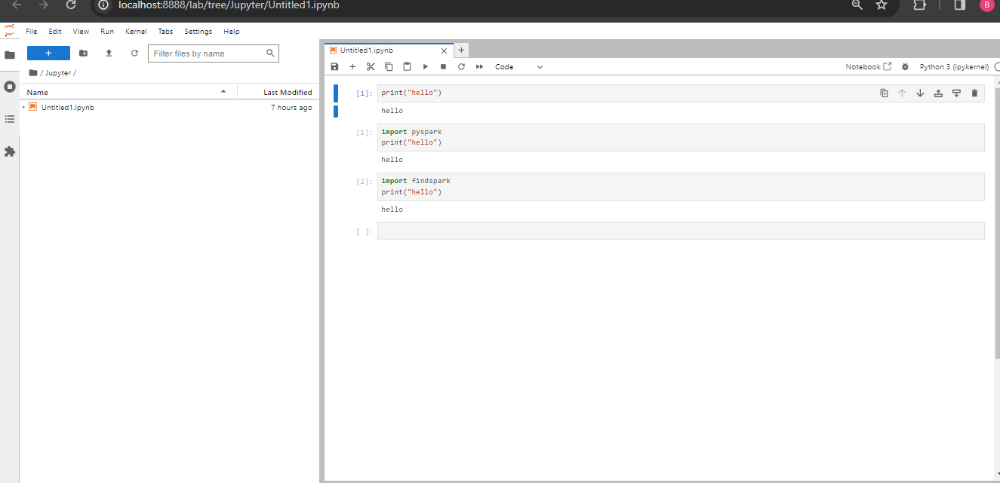 localhost:8888/lab/tree/Jupyter/Untitled1.ipynb
B
File Edit View Run Kernel Tabs Settings Help
+
Filter files by name
/ Jupyter /
Name Last Modified
Untitled1.ipynb 7 hours ago
Untitled1.ipynb
Code
Notebook
Python 3 (ipykernel)
[1]: print("hello")
hello
[1]: import pyspark
print("hello")
hello
[2]: import findspark
print("hello")
hello
[ ]: